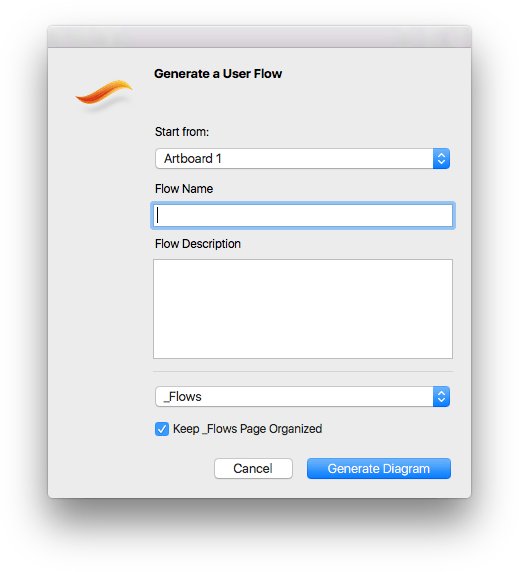 Generate a User Flow
Start from:
Artboard 1
Flow Name
Flow Description
_Flows
Keep _Flows Page Organized
Cancel
Generate Diagram